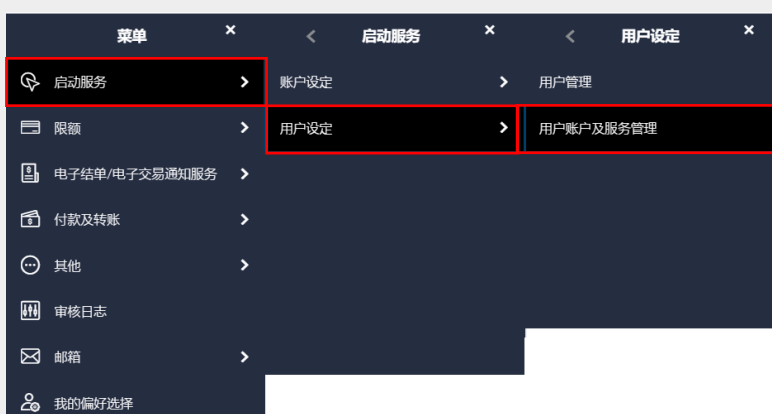 菜单
启动服务
限额
电子结单/电子交易通知服务
付款及转账
其他
审核日志
邮箱
我的偏好选择
启动服务
账户设定
用户设定
用户设定
用户管理
用户账户及服务管理